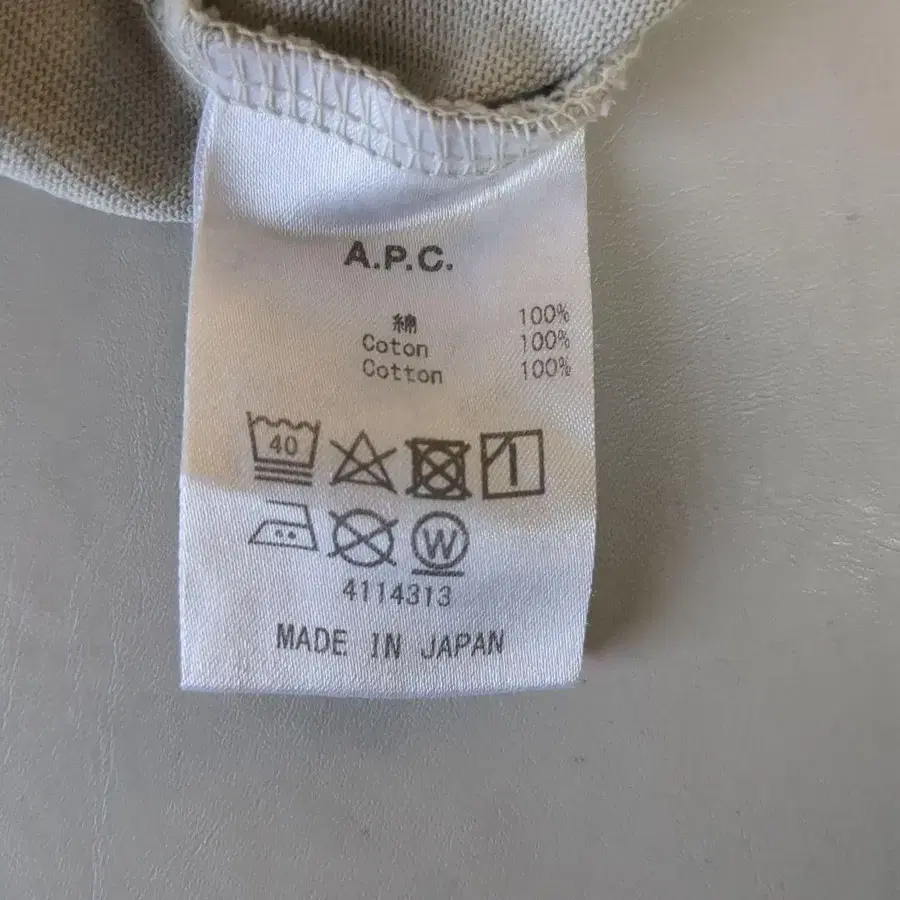 A.P.C.
綿 100%
Coton 100%
Cotton 100%
40
W
4114313
MADE IN JAPAN